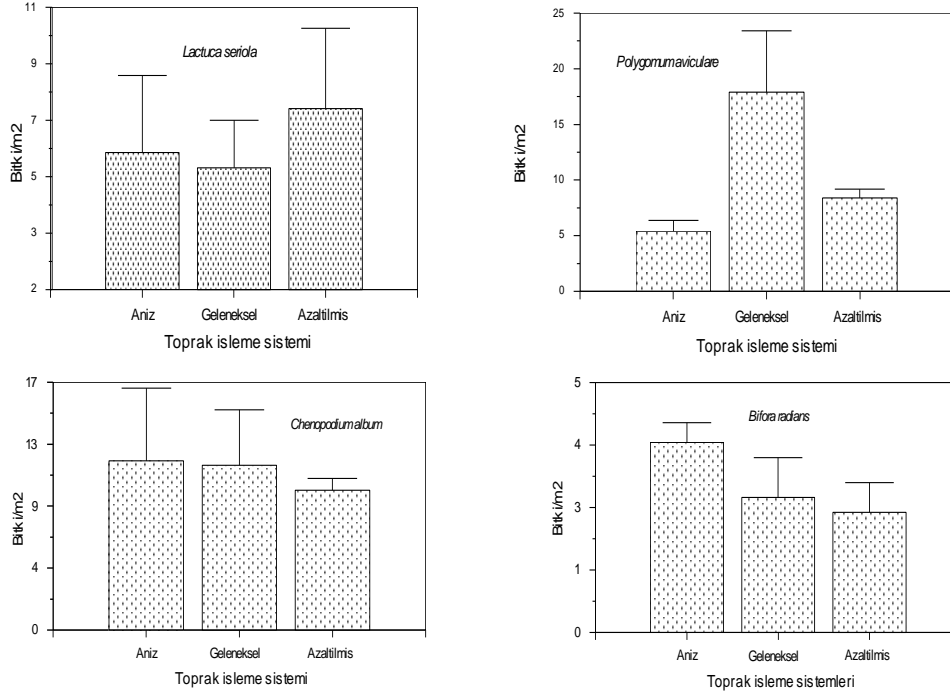 Lactuca seriola
Bitki/m2
11
9
7
5
3
2
Aniz Geleneksel Azaltilmis
Toprak isleme sistemi
Polygomum aviculare
Bitki/m2
25
20
15
10
5
0
Aniz Geleneksel Azaltilmis
Toprak isleme sistemi
Chenopodium album
Bitki/m2
17
13
9
4
0
Aniz Geleneksel Azaltilmis
Toprak isleme sistemi
Bifora radians
Bitki/m2
5
4
3
1
0
Aniz Geleneksel Azaltilmis
Toprak isleme sistemleri